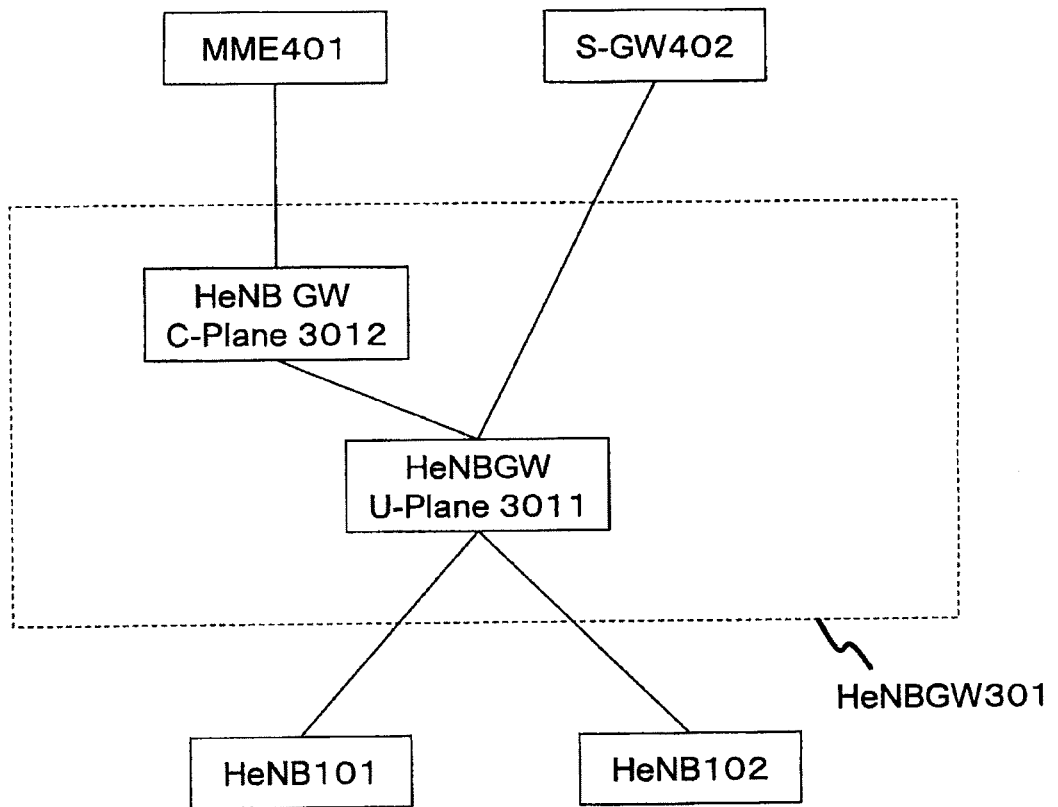 MME401
S-GW402
HeNB GW
C-Plane 3012
HeNBGW
U-Plane 3011
HeNBGW301
HeNB101
HeNB102